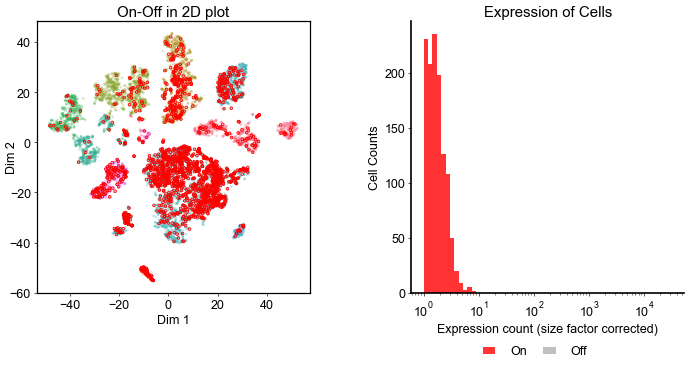 On-Off in 2D plot
Expression of Cells
Dim 2
40
20
0
−20
−40
−60
−40
−20
0
20
40
Dim 1
Cell Counts
200
150
100
50
0
10^0
10^1
10^2
10^3
10^4
Expression count (size factor corrected)
On
Off